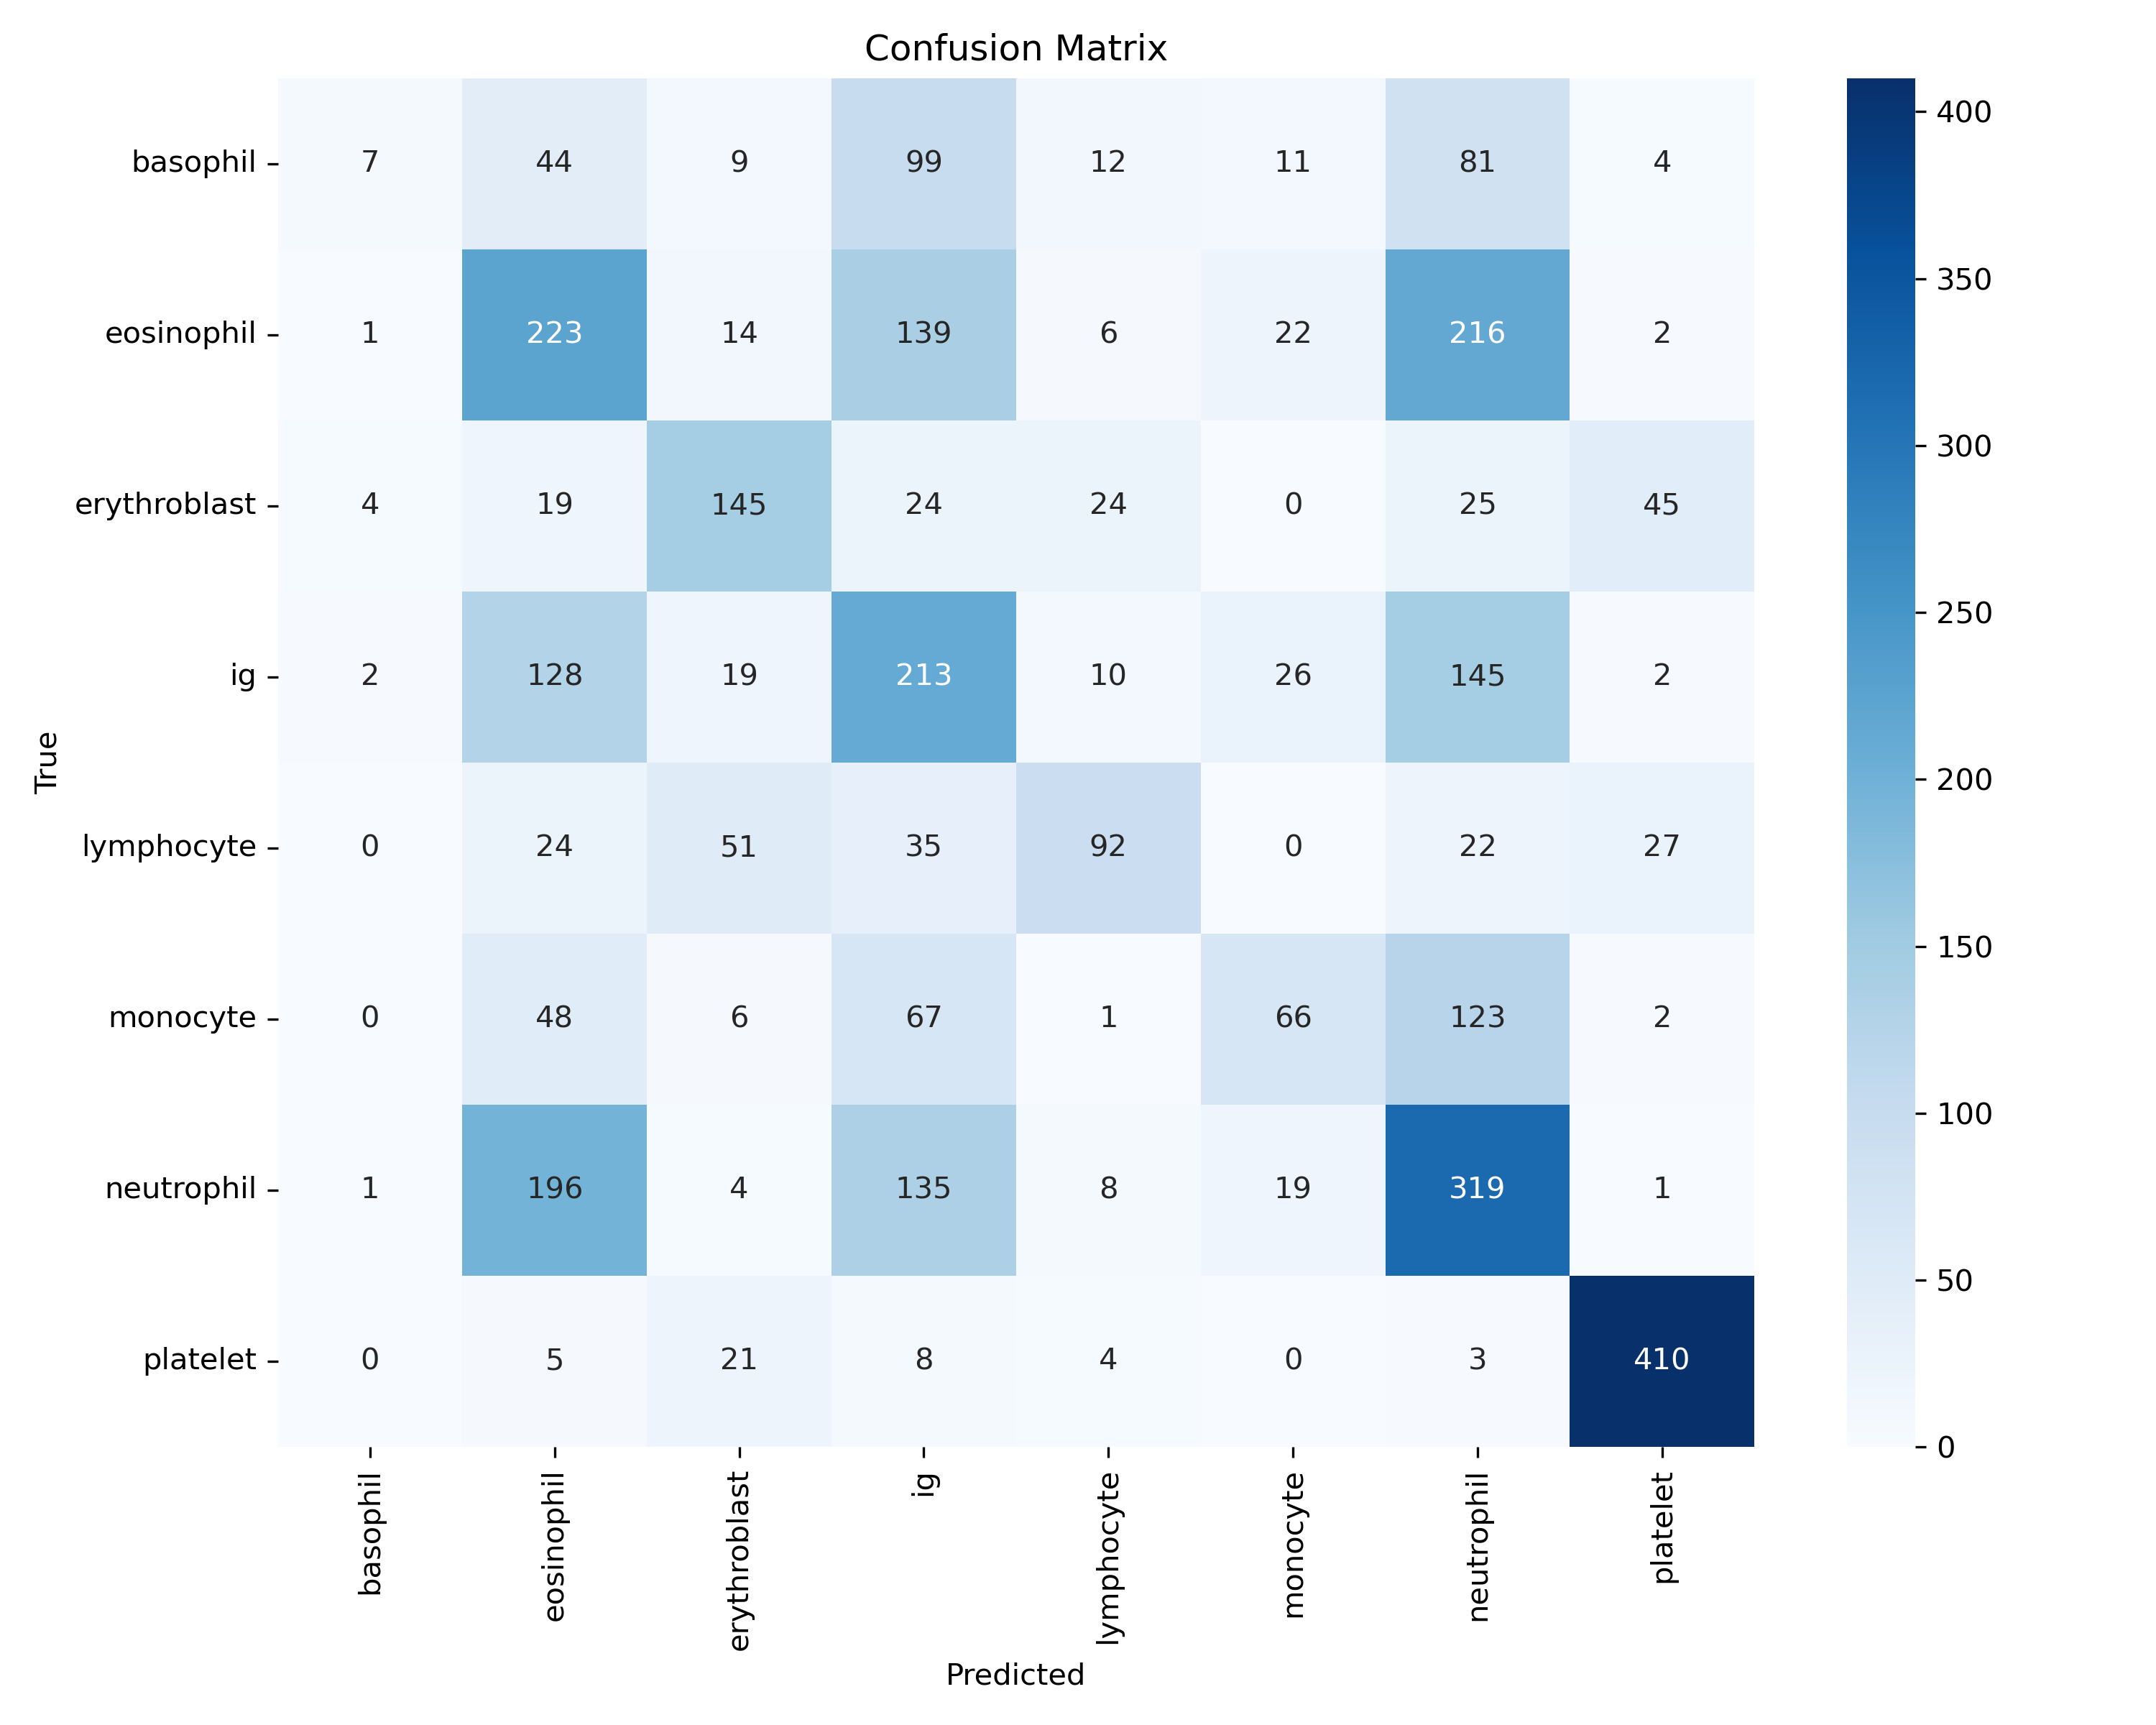 Confusion Matrix
basophil 7 44 9 99 12 11 81 4
eosinophil 1 223 14 139 6 22 216 2
erythroblast 4 19 145 24 24 0 25 45
ig 2 128 19 213 10 26 145 2
lymphocyte 0 24 51 35 92 0 22 27
monocyte 0 48 6 67 1 66 123 2
neutrophil 1 196 4 135 8 19 319 1
platelet 0 5 21 8 4 0 3 410
True
basophil eosinophil erythroblast ig lymphocyte monocyte neutrophil platelet
Predicted
400
350
300
250
200
150
100
50
0